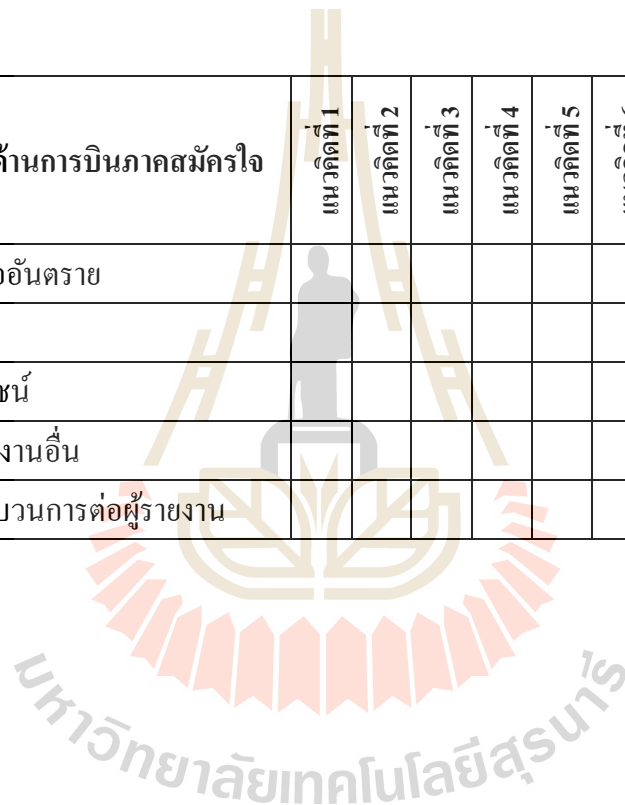 ด้านการบินภาคสมัครใจ
แนวคิดที่ 1
แนวคิดที่ 2
แนวคิดที่ 3
แนวคิดที่ 4
แนวคิดที่ 5
อันตราย
งานอื่น
บวนการต่อผู้รายงาน
มหาวิทยาลัยเทคโนโลยีสุรนารี